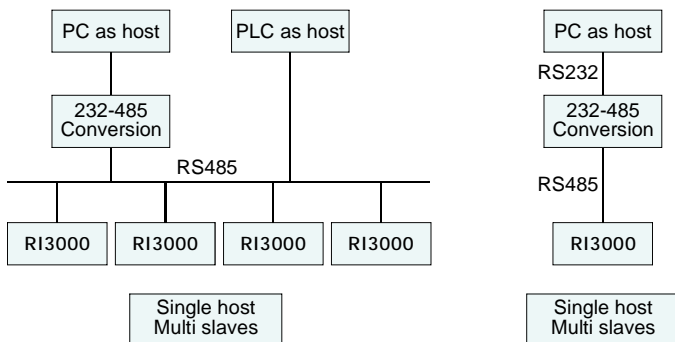 PC as host
PLC as host
232-485
Conversion
RS485
RI3000
RI3000
RI3000
RI3000
Single host
Multi slaves
PC as host
RS232
232-485
Conversion
RS485
RI3000
Single host
Multi slaves